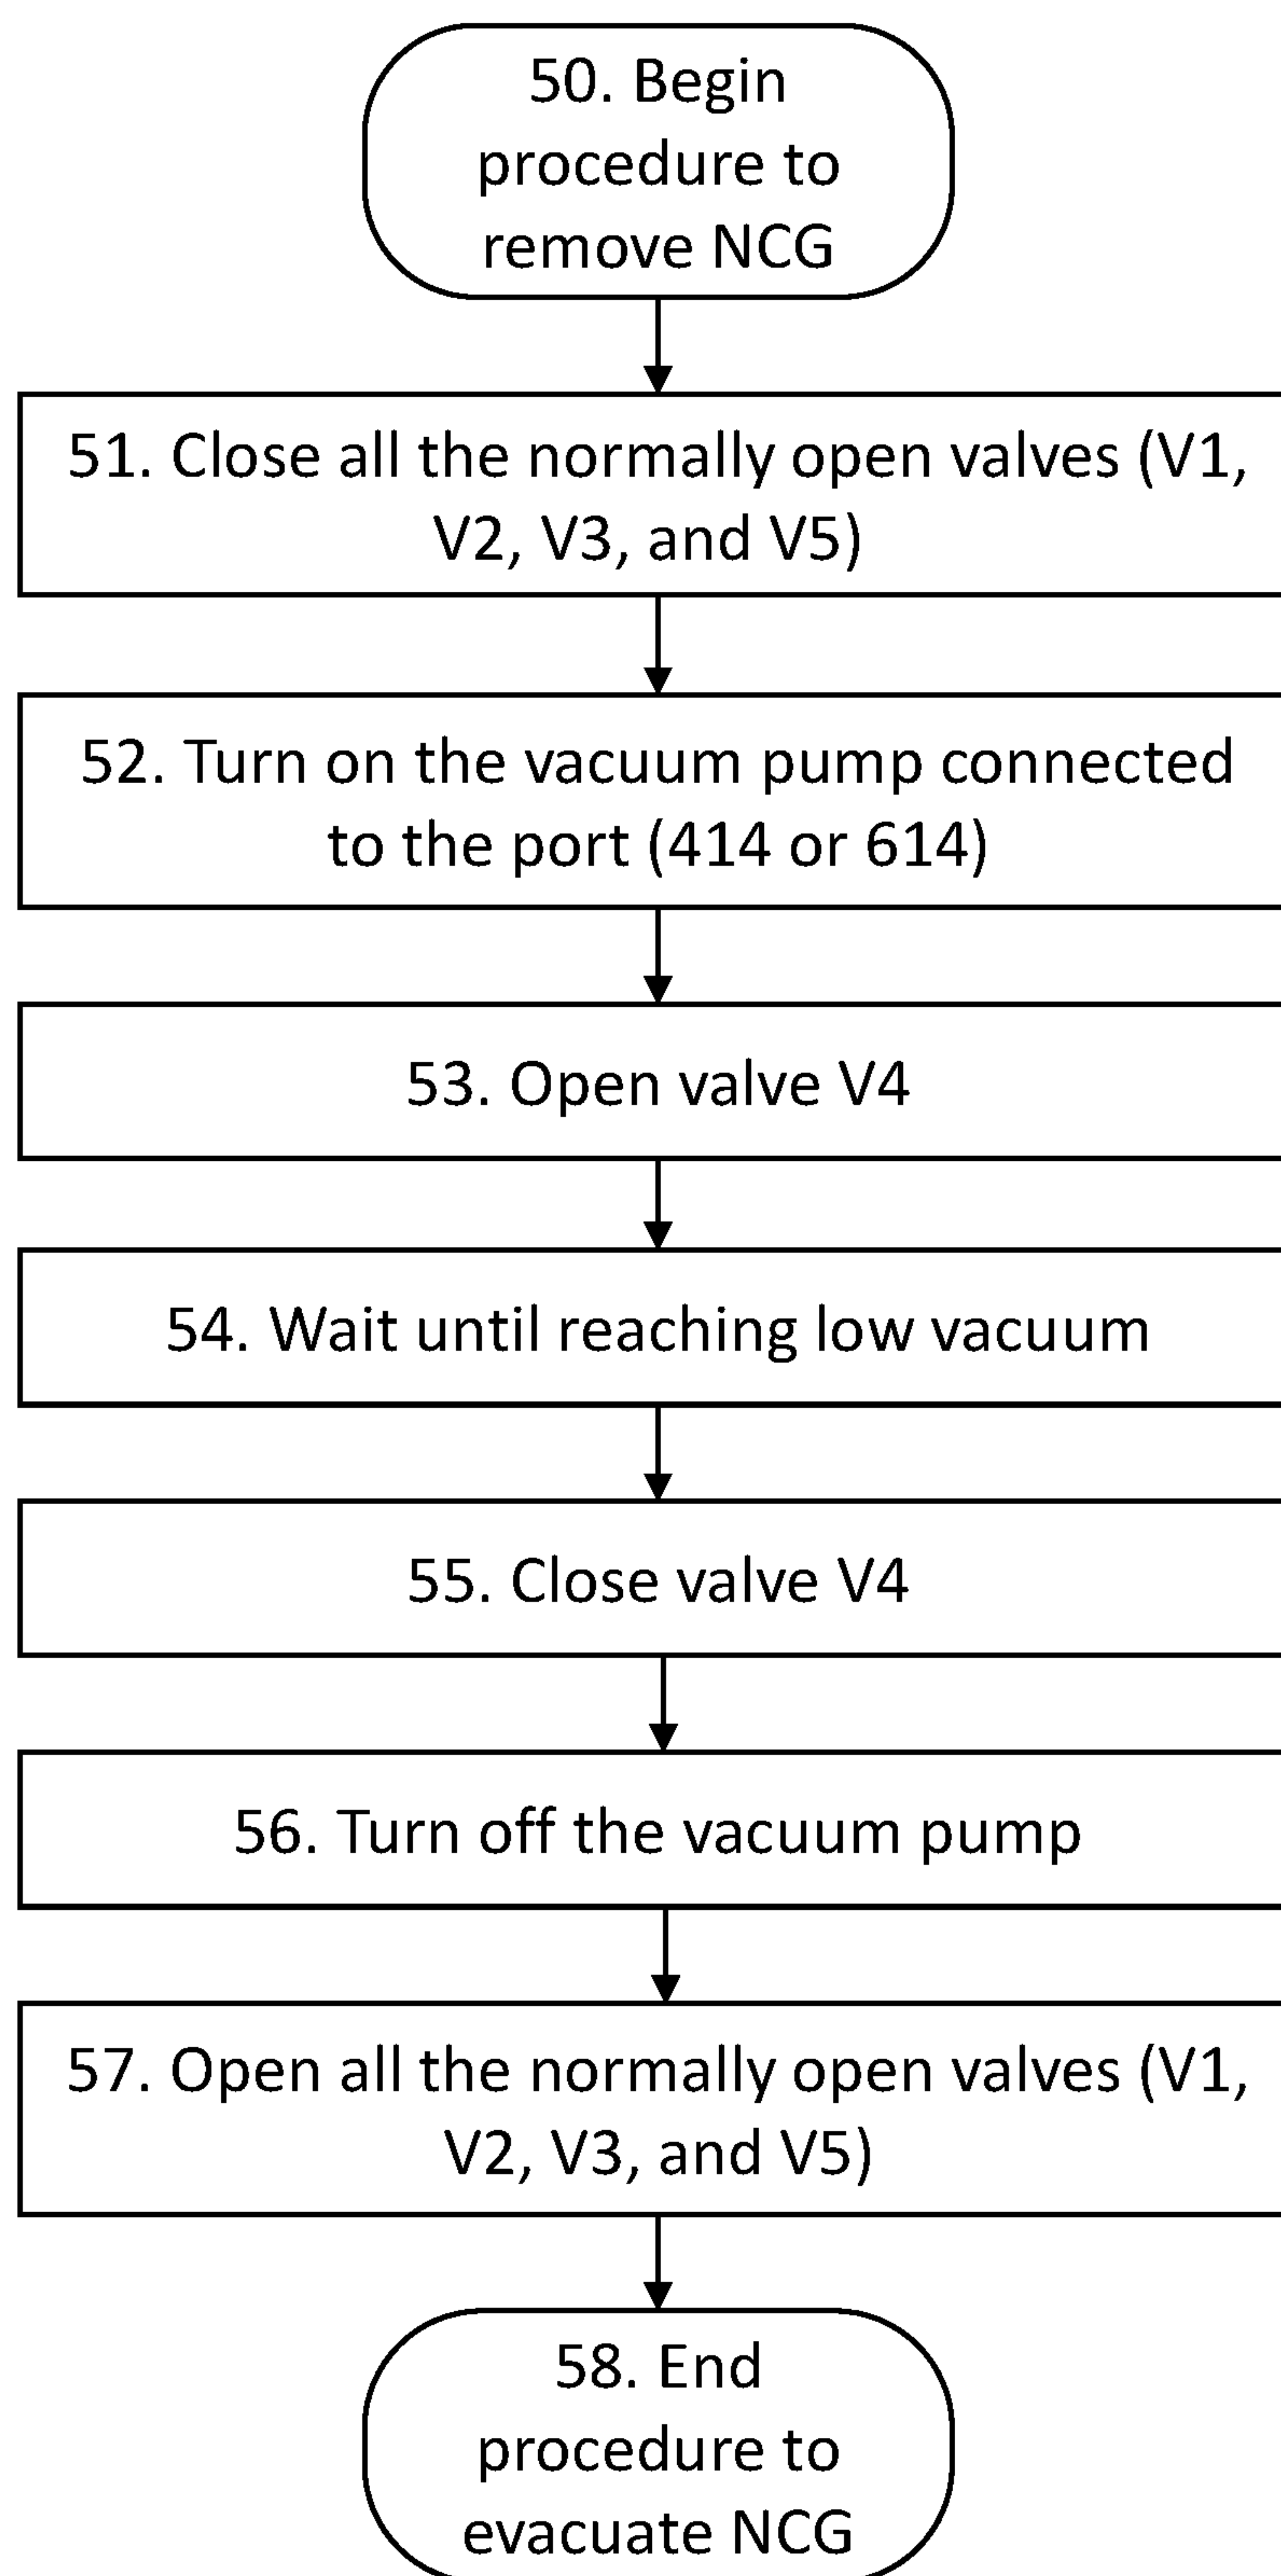 50. Begin
procedure to
remove NCG
51. Close all the normally open valves (V1,
V2, V3, and V5)
52. Turn on the vacuum pump connected
to the port (414 or 614)
53. Open valve V4
54. Wait until reaching low vacuum
55. Close valve V4
56. Turn off the vacuum pump
57. Open all the normally open valves (V1,
V2, V3, and V5)
58. End
procedure to
evacuate NCG